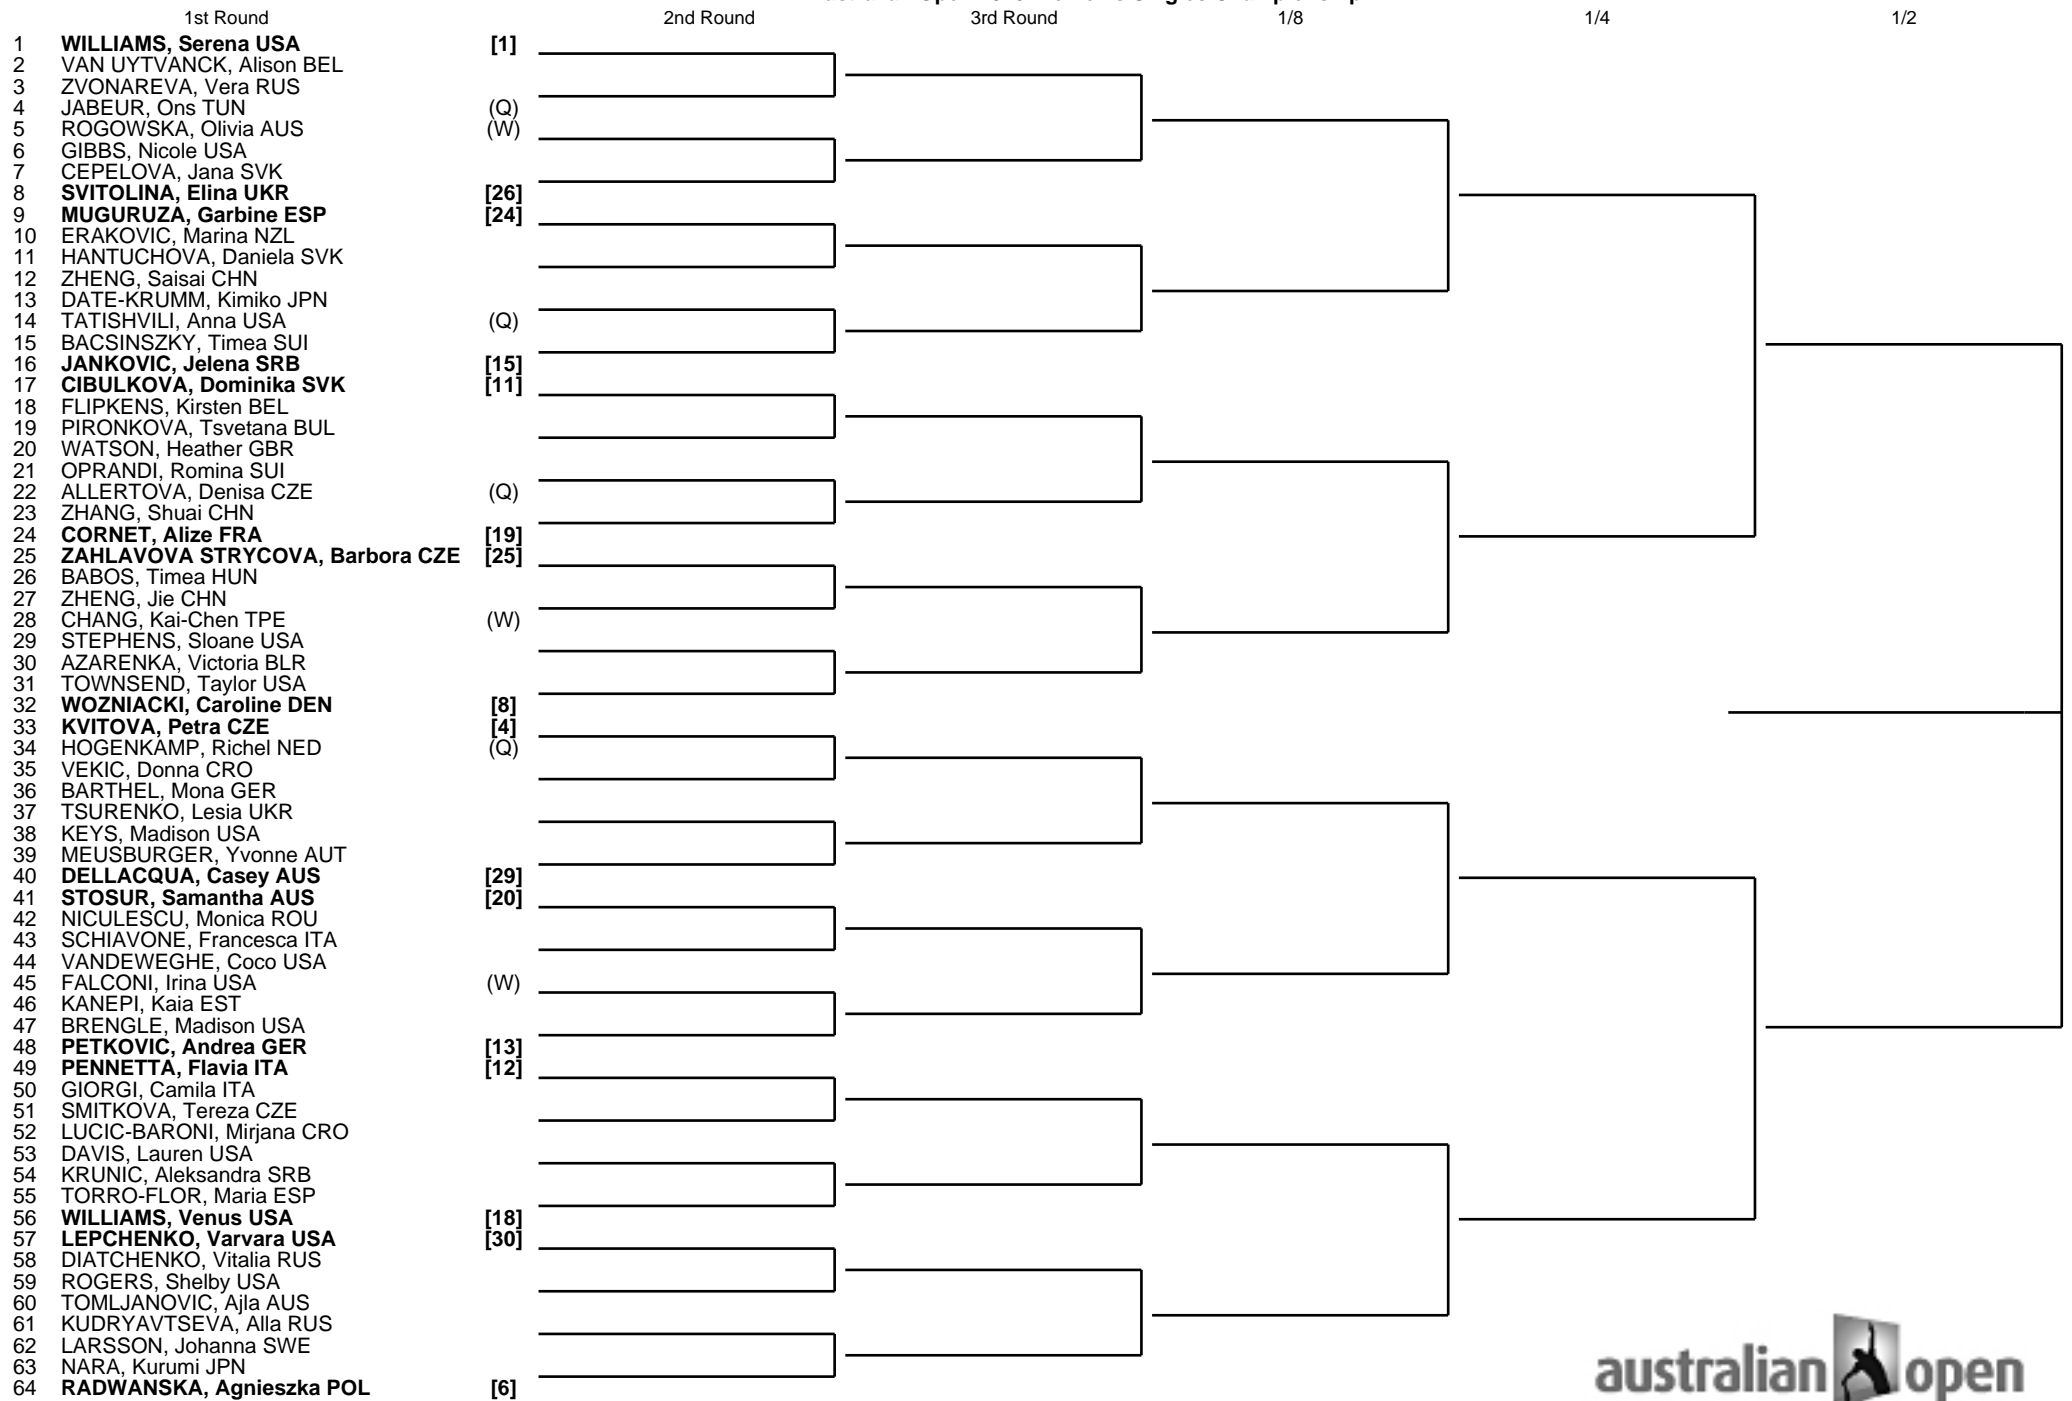 1st Round 2nd Round 3rd Round 1/8 1/4 1/2
1 WILLIAMS, Serena USA [1]
2 VAN UYTVANCK, Alison BEL
3 ZVONAREVA, Vera RUS
4 JABEUR, Ons TUN (Q)
5 ROGOWSKA, Olivia AUS (W)
6 GIBBS, Nicole USA
7 CEPELOVA, Jana SVK
8 SVITOLINA, Elina UKR [26]
9 MUGURUZA, Garbine ESP [24]
10 ERAKOVIC, Marina NZL
11 HANTUCHOVA, Daniela SVK
12 ZHENG, Saisai CHN
13 DATE-KRUMM, Kimiko JPN
14 TATISHVILI, Anna USA (Q)
15 BACSINSZKY, Timea SUI
16 JANKOVIC, Jelena SRB [15]
17 CIBULKOVA, Dominika SVK [11]
18 FLIPKENS, Kirsten BEL
19 PIRONKOVA, Tsvetana BUL
20 WATSON, Heather GBR
21 OPRANDI, Romina SUI
22 ALLERTOVA, Denisa CZE (Q)
23 ZHANG, Shuai CHN
24 CORNET, Alize FRA [19]
25 ZAHLAVOVA STRYCOVA, Barbora CZE [25]
26 BABOS, Timea HUN
27 ZHENG, Jie CHN
28 CHANG, Kai-Chen TPE (W)
29 STEPHENS, Sloane USA
30 AZARENKA, Victoria BLR
31 TOWNSEND, Taylor USA
32 WOZNIACKI, Caroline DEN [8]
33 KVITOVA, Petra CZE [4]
34 HOGENKAMP, Richel NED (Q)
35 VEKIC, Donna CRO
36 BARTHEL, Mona GER
37 TSURENKO, Lesia UKR
38 KEYS, Madison USA
39 MEUSBURGER, Yvonne AUT
40 DELLACQUA, Casey AUS [29]
41 STOSUR, Samantha AUS [20]
42 NICULESCU, Monica ROU
43 SCHIAVONE, Francesca ITA
44 VANDEWEGHE, Coco USA
45 FALCONI, Irina USA (W)
46 KANEPI, Kaia EST
47 BRENGLE, Madison USA
48 PETKOVIC, Andrea GER [13]
49 PENNETTA, Flavia ITA [12]
50 GIORGI, Camila ITA
51 SMITKOVA, Tereza CZE
52 LUCIC-BARONI, Mirjana CRO
53 DAVIS, Lauren USA
54 KRUNIC, Aleksandra SRB
55 TORRO-FLOR, Maria ESP
56 WILLIAMS, Venus USA [18]
57 LEPCHENKO, Varvara USA [30]
58 DIATCHENKO, Vitalia RUS
59 ROGERS, Shelby USA
60 TOMLJANOVIC, Ajla AUS
61 KUDRYAVTSEVA, Alla RUS
62 LARSSON, Johanna SWE
63 NARA, Kurumi JPN
64 RADWANSKA, Agnieszka POL [6]
australian open